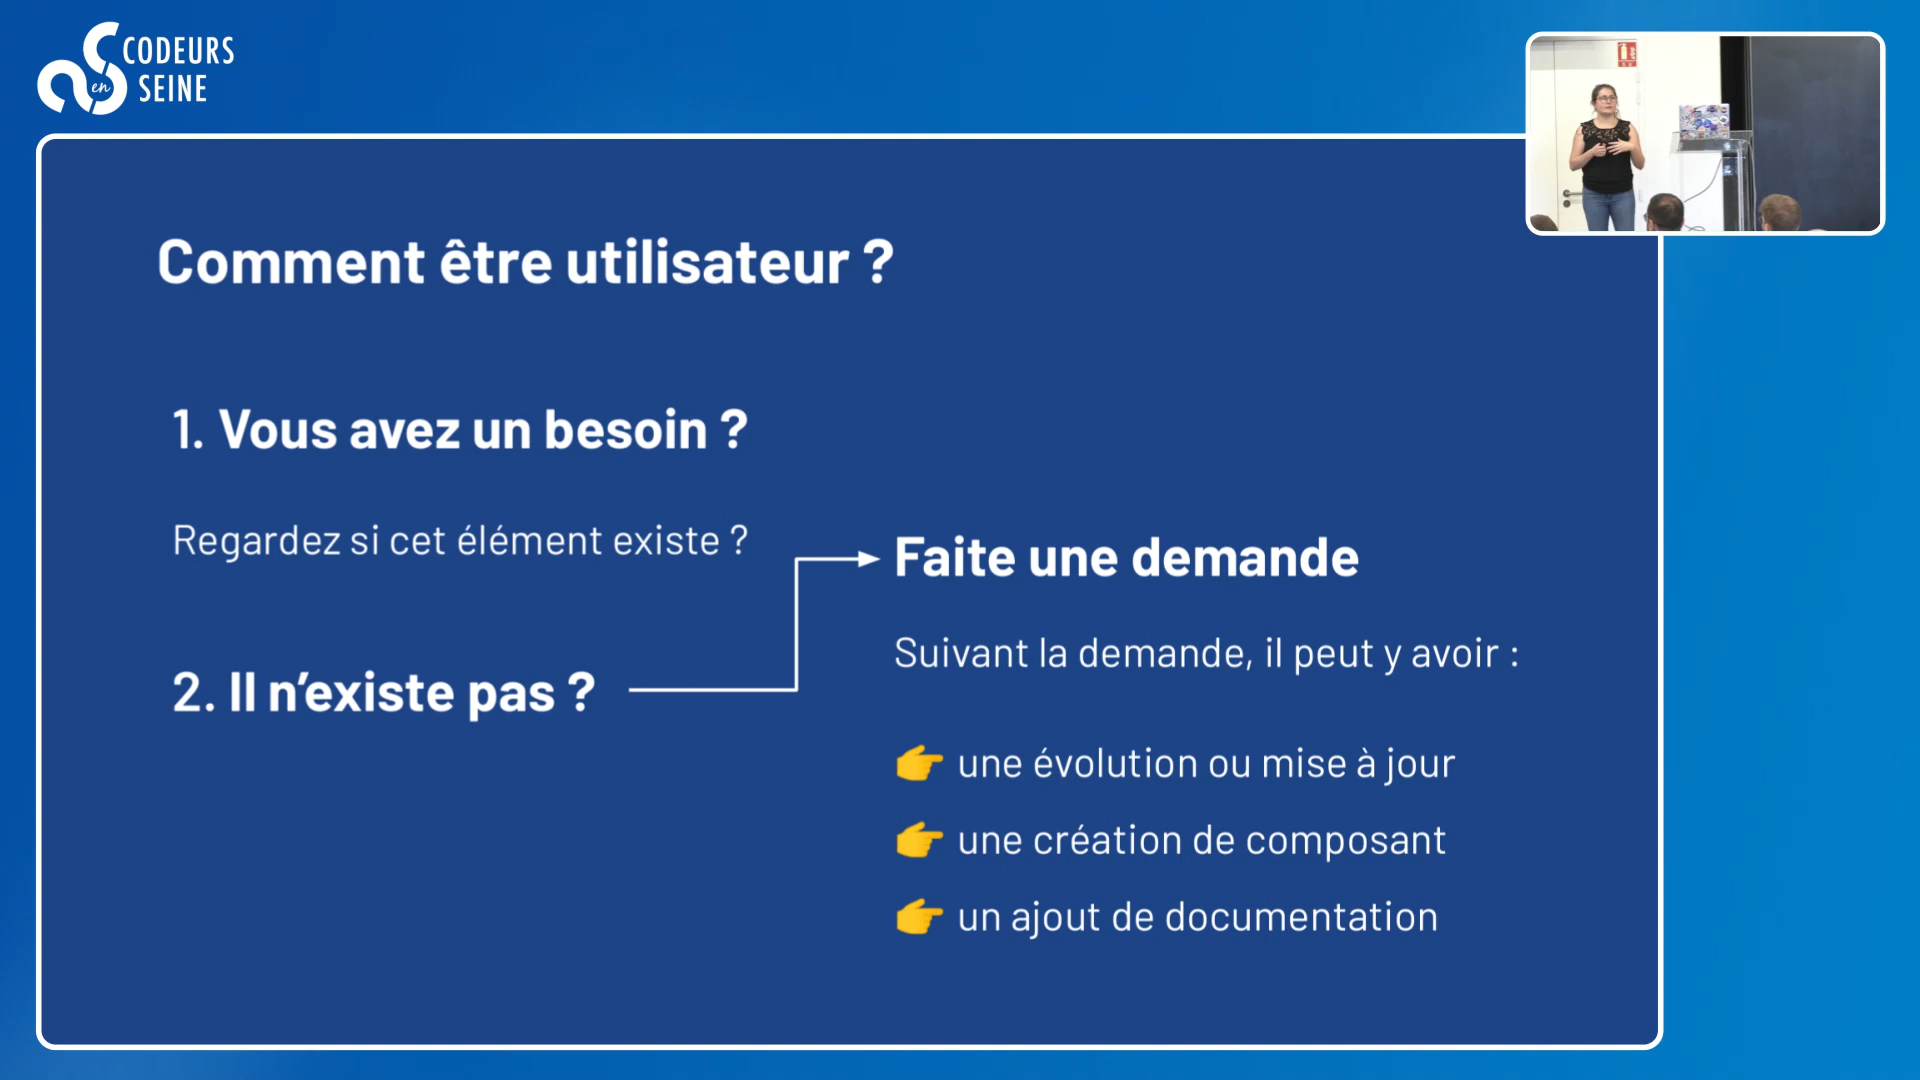 CODEURS
en SEINE
Comment être utilisateur ?
1. Vous avez un besoin ?
Regardez si cet élément existe ?
2. Il n'existe pas ?
Faite une demande
Suivant la demande, il peut y avoir :
👉 une évolution ou mise à jour
👉 une création de composant
👉 un ajout de documentation